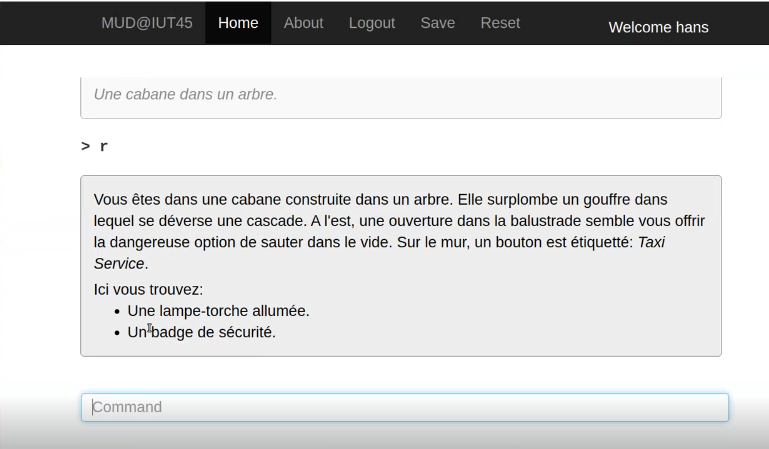 MUD@IUT45 Home About Logout Save Reset Welcome hans
Une cabane dans un arbre.
> r
Vous êtes dans une cabane construite dans un arbre. Elle surplombe un gouffre dans
lequel se déverse une cascade. A l'est, une ouverture dans la balustrade semble vous offrir
la dangereuse option de sauter dans le vide. Sur le mur, un bouton est étiquetté: Taxi
Service.
Ici vous trouvez:
• Une lampe-torche allumée.
• Un badge de sécurité.
Command